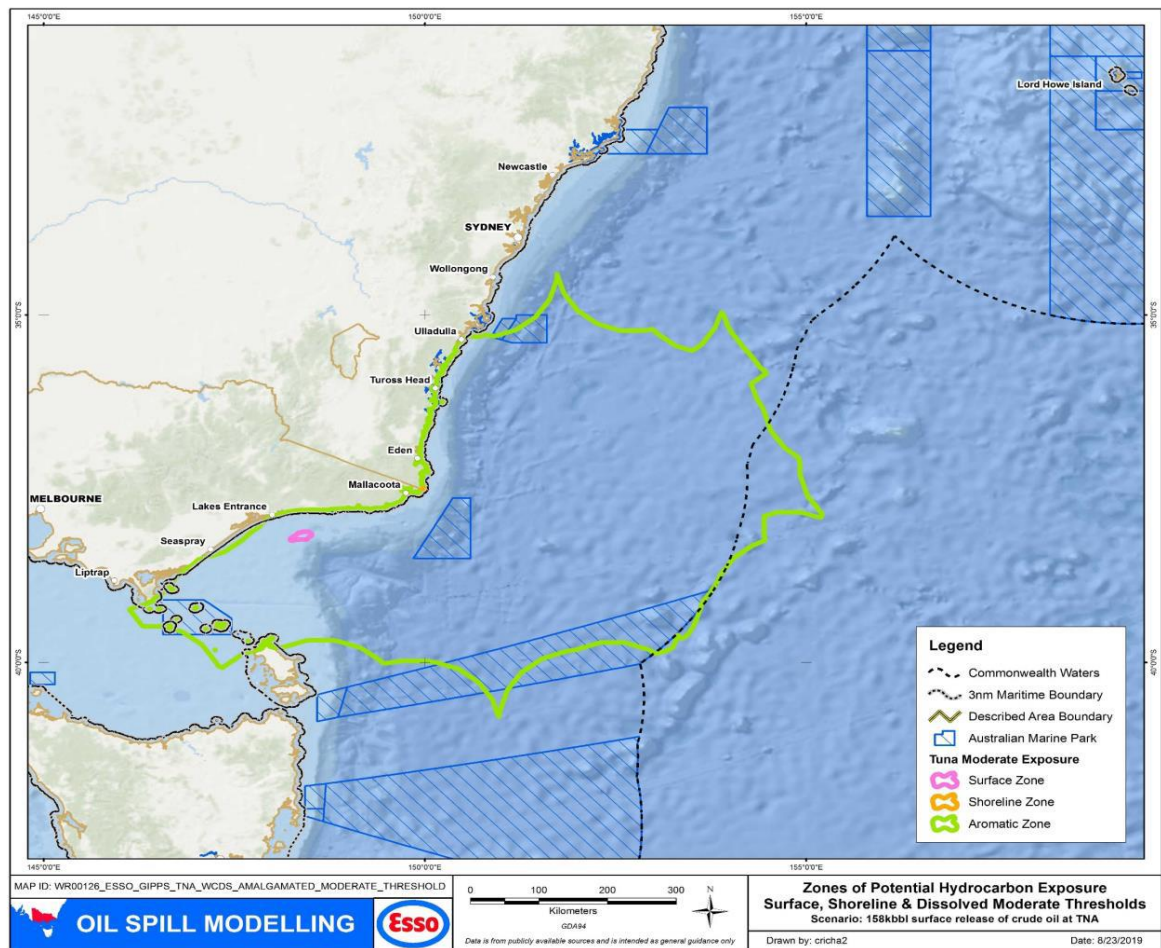 145°0'0"E
150°0'0"E
155°0'0"E
Lord Howe Island
Newcastle
SYDNEY
Wollongong
35°0'0"S
35°0'0"S
Ulladulla
Tuross Head
Eden
Mallacoota
MELBOURNE
Lakes Entrance
Seaspray
Liptrap
40°0'0"S
40°0'0"S
Legend
Commonwealth Waters
3nm Maritime Boundary
Described Area Boundary
Australian Marine Park
Tuna Moderate Exposure
Surface Zone
Shoreline Zone
Aromatic Zone
145°0'0"E
150°0'0"E
155°0'0"E
MAP ID: WR00126_ESSO_GIPPS_TNA_WCDS_AMALGAMATED_MODERATE_THRESHOLD
OIL SPILL MODELLING
Esso
0 100 200 300
Kilometers
N
GDA94
Data is from publicly available sources and is intended as general guidance only
Zones of Potential Hydrocarbon Exposure
Surface, Shoreline & Dissolved Moderate Thresholds
Scenario: 158kbbl surface release of crude oil at TNA
Drawn by: cricha2
Date: 8/23/2019